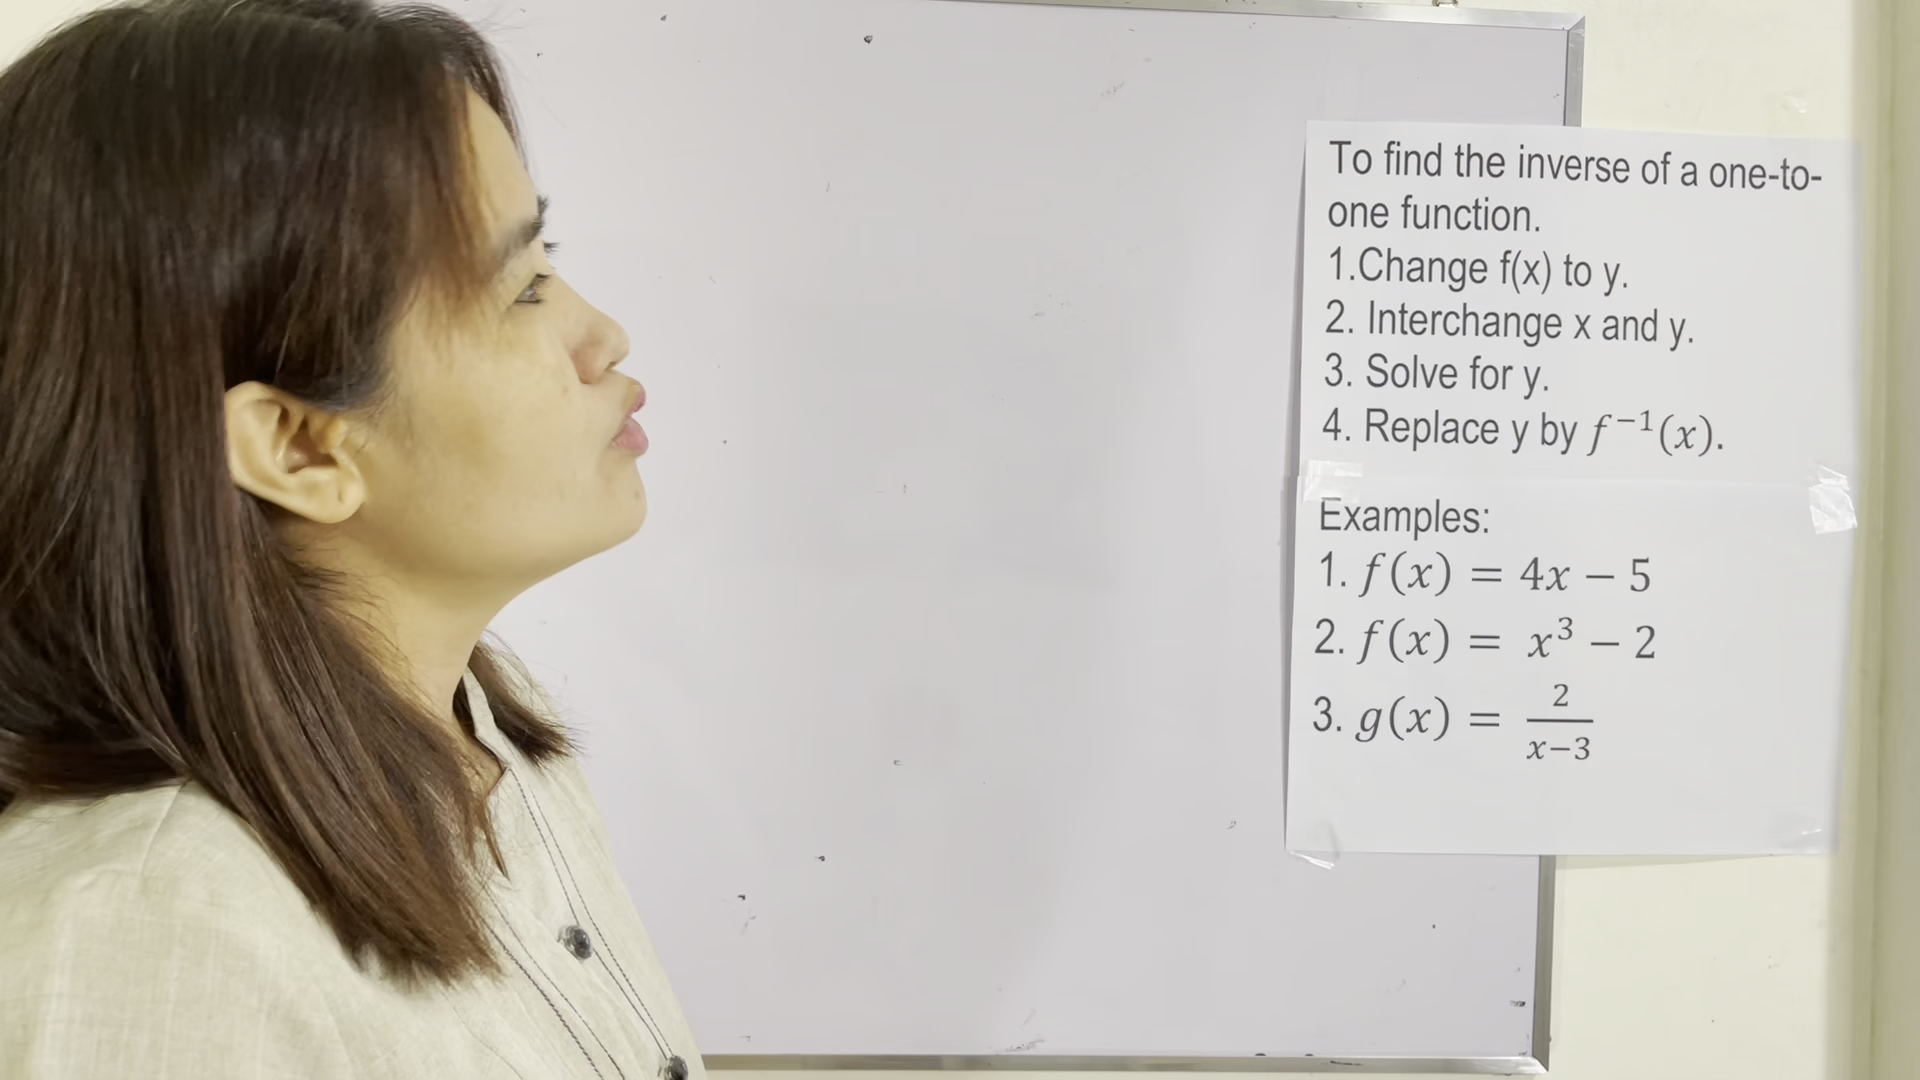 To find the inverse of a one-to-
one function.
1.Change f(x) to y.
2. Interchange x and y.
3. Solve for y.
4. Replace y by f⁻¹(x).
Examples:
1. f(x) = 4x − 5
2. f(x) = x³ − 2
3. g(x) = 2/(x−3)